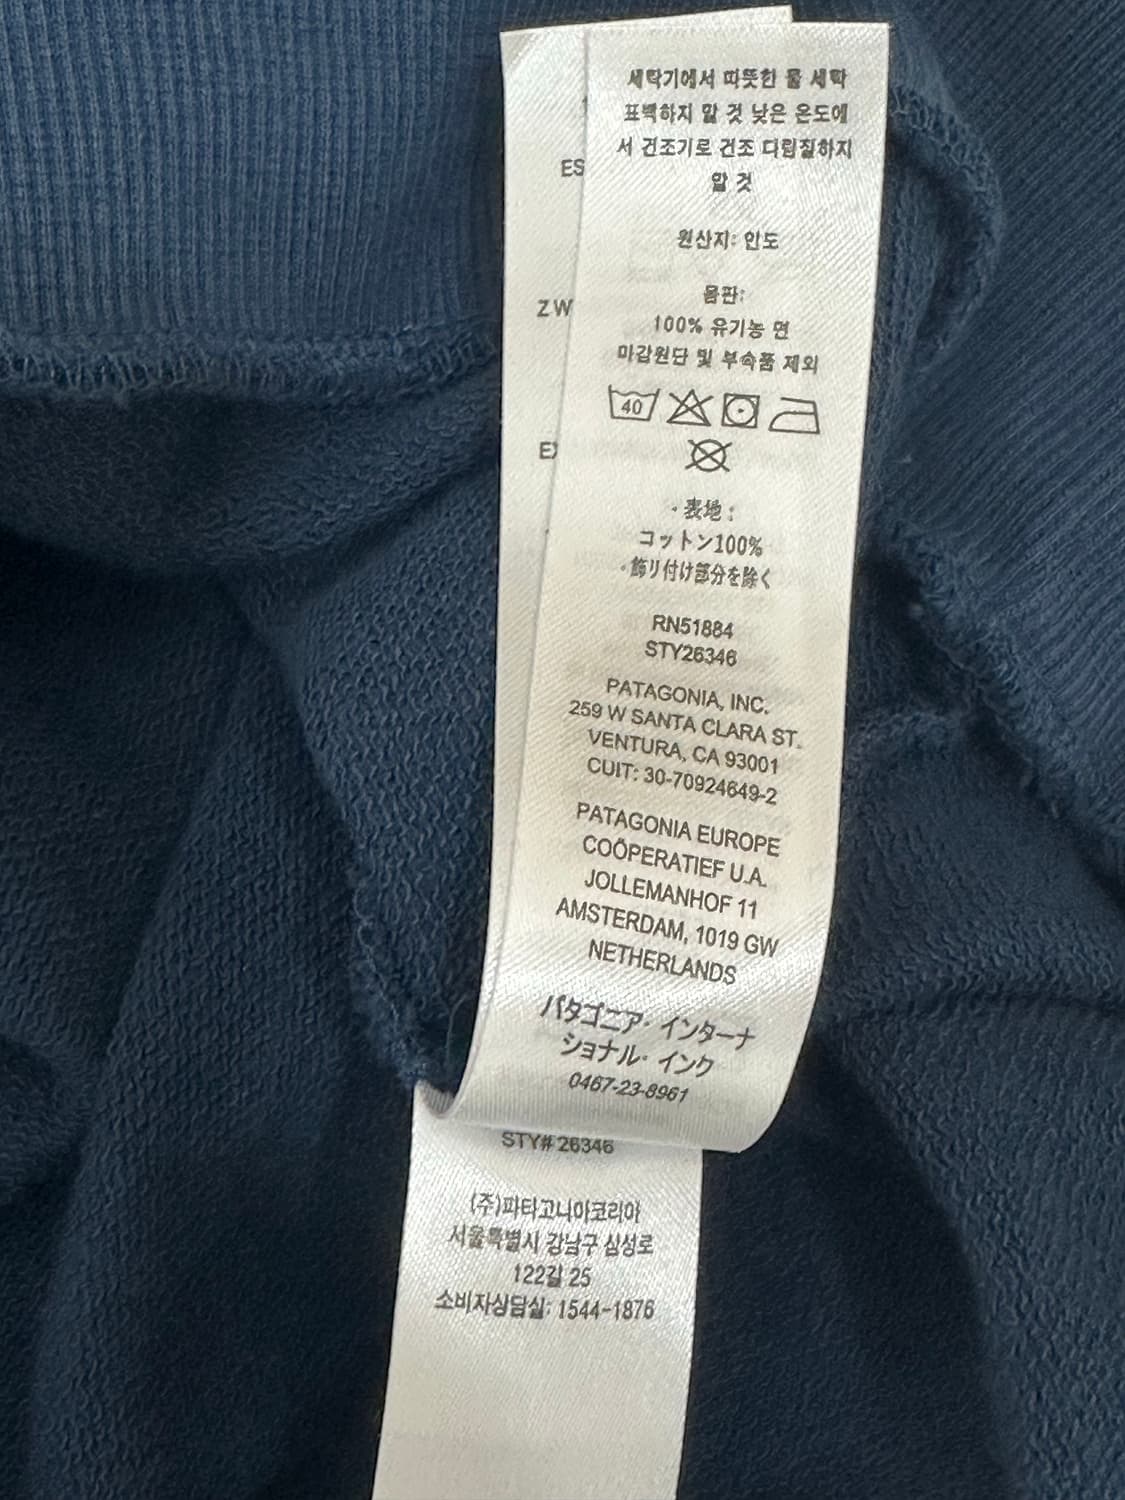 세탁기에서 따뜻한 물 세탁
표백하지 말 것 낮은 온도에
서 건조기로 건조 다림질하지
말 것
원산지: 인도
몸판:
100% 유기농 면
마감원단 및 부속품 제외
40
・表地 :
コットン100%
・飾り付け部分を除く
RN51884
STY26346
PATAGONIA, INC.
259 W SANTA CLARA ST.
VENTURA, CA 93001
CUIT: 30-70924649-2
PATAGONIA EUROPE
COÖPERATIEF U.A.
JOLLEMANHOF 11
AMSTERDAM, 1019 GW
NETHERLANDS
パタゴニア・インターナ
ショナル・インク
0467-23-8961
ES
Z W
STY# 26346
(주)파타고니아코리아
서울특별시 강남구 삼성로
122길 25
소비자상담실: 1544-1876